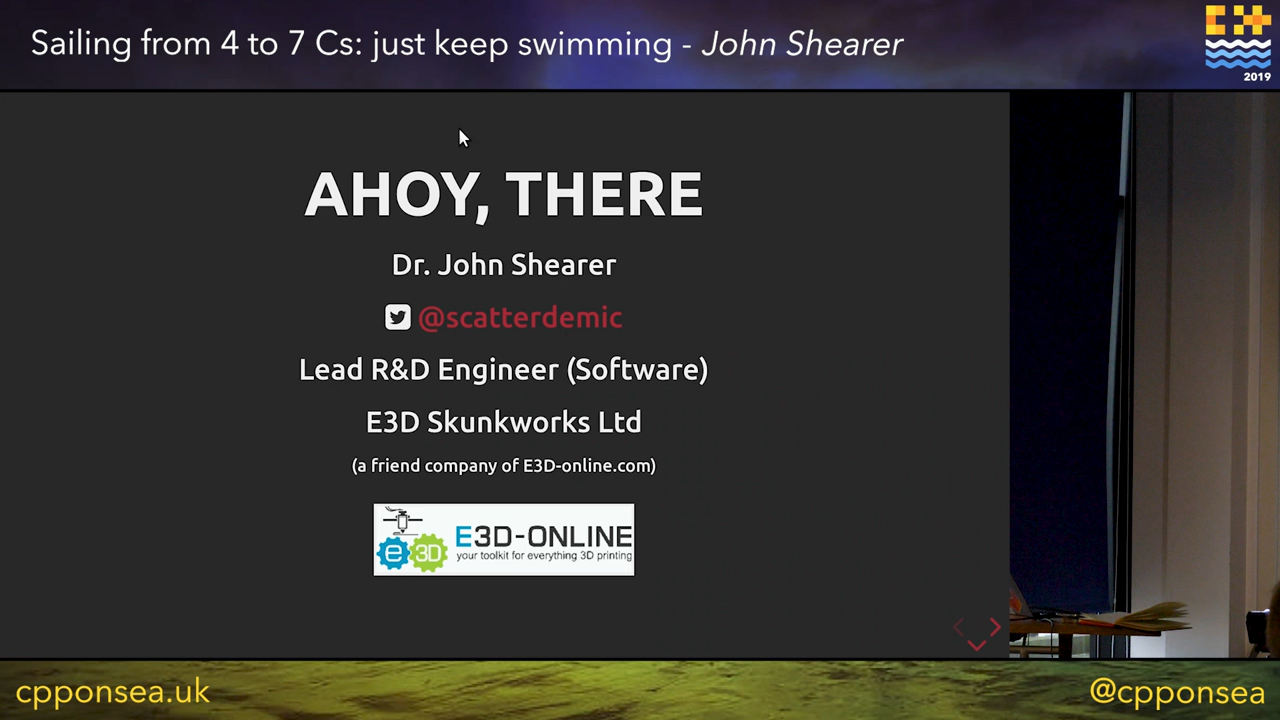 Sailing from 4 to 7 Cs: just keep swimming - John Shearer
2019
AHOY, THERE
Dr. John Shearer
@scatterdemic
Lead R&D Engineer (Software)
E3D Skunkworks Ltd
(a friend company of E3D-online.com)
e3D
E3D-ONLINE
your toolkit for everything 3D printing
cpponsea.uk
@cpponsea